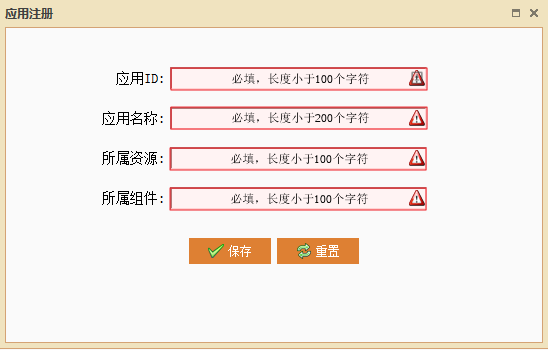 应用注册
应用ID: 必填，长度小于100个字符
应用名称: 必填，长度小于200个字符
所属资源: 必填，长度小于100个字符
所属组件: 必填，长度小于100个字符
保存 重置